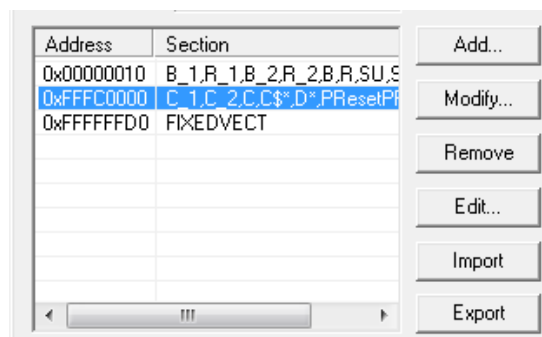 Address Section
0x00000010 B_1,R_1,B_2,R_2,B,R,SU,S
0xFFFC0000 C_1,C_2,C,C$*,D*,PResetPR
0xFFFFFFD0 FIXEDVECT
Add...
Modify...
Remove
Edit...
Import
Export